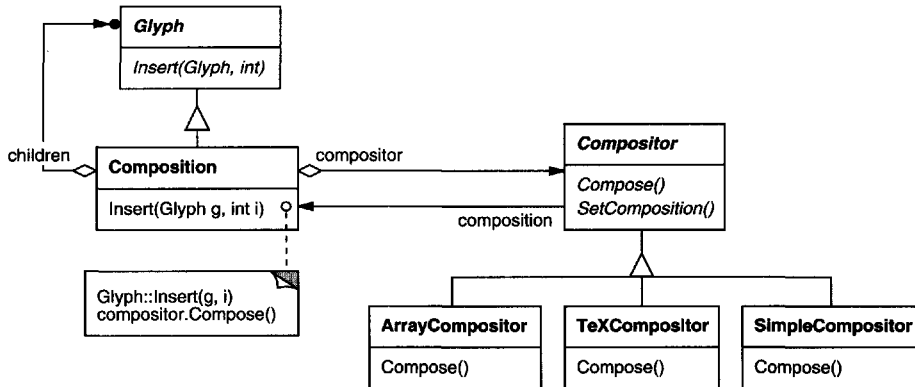 Glyph
Insert(Glyph, int)
children
Composition
Insert(Glyph g, int i)
compositor
composition
Compositor
Compose()
SetComposition()
Glyph::Insert(g, i)
compositor.Compose()
ArrayCompositor
Compose()
TeXCompositor
Compose()
SimpleCompositor
Compose()